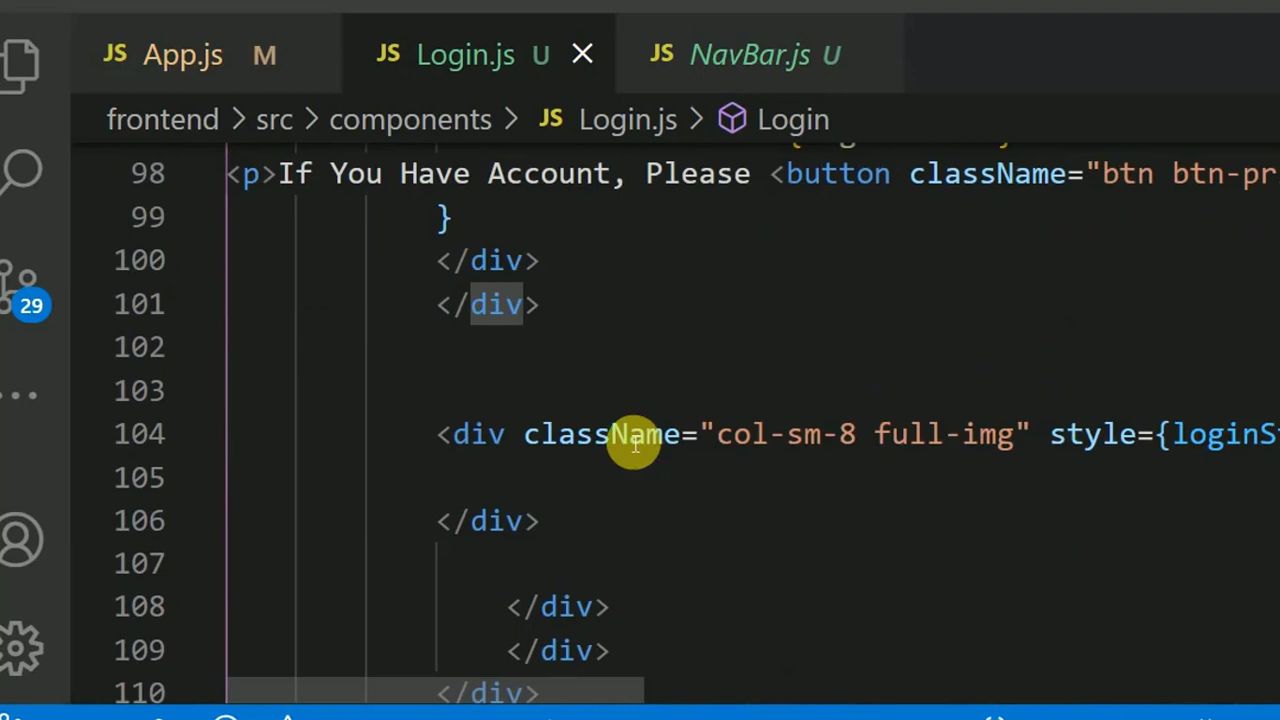 JS App.js M JS Login.js U JS NavBar.js U
frontend > src > components > JS Login.js > Login
98 <p>If You Have Account, Please <button className="btn btn-pr
99 }
100 </div>
101 </div>
102
103
104 <div className="col-sm-8 full-img" style={loginS
105
106 </div>
107
108 </div>
109 </div>
110 </div>
29